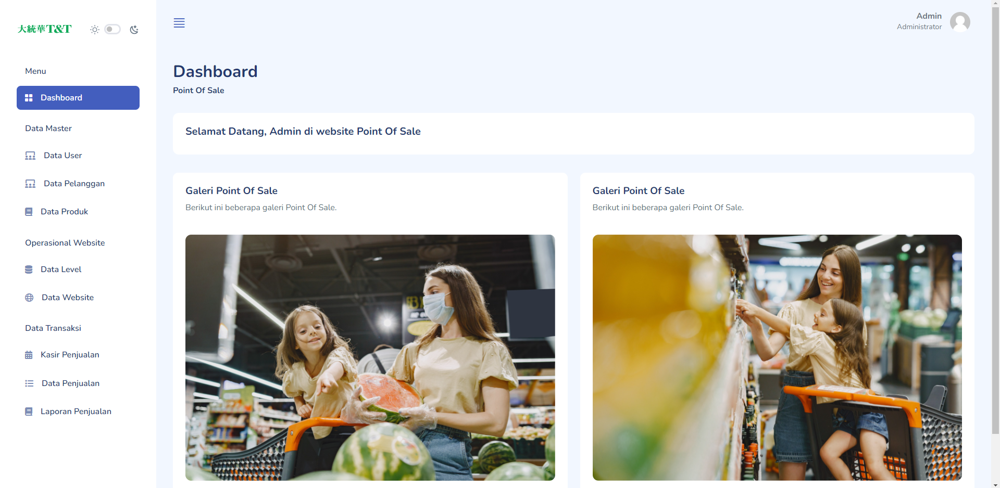 大統華T&T
Menu
Dashboard
Data Master
Data User
Data Pelanggan
Data Produk
Operasional Website
Data Level
Data Website
Data Transaksi
Kasir Penjualan
Data Penjualan
Laporan Penjualan
Admin
Administrator
Dashboard
Point Of Sale
Selamat Datang, Admin di website Point Of Sale
Galeri Point Of Sale
Berikut ini beberapa galeri Point Of Sale.
Galeri Point Of Sale
Berikut ini beberapa galeri Point Of Sale.